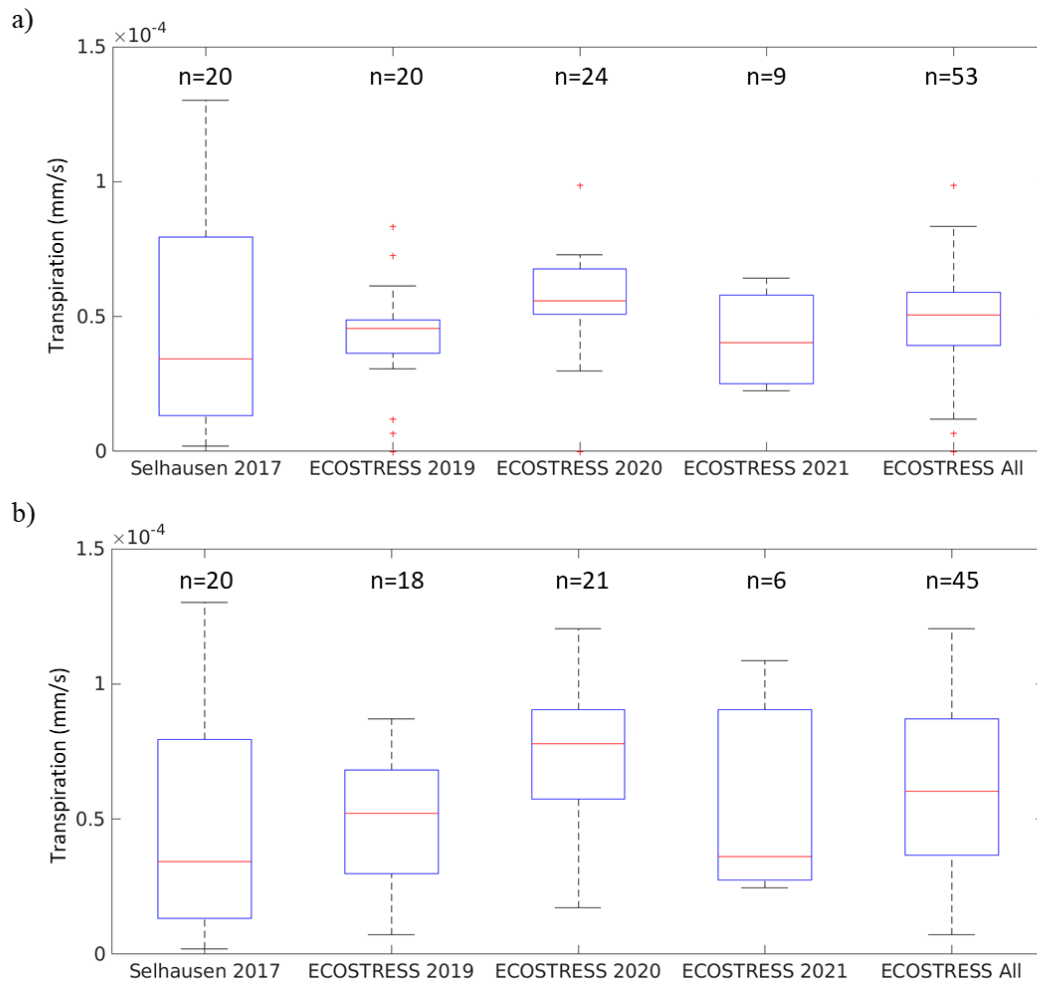 a)
×10-4
1.5
n=20 n=20 n=24 n=9 n=53
1
Transpiration (mm/s)
0.5
0
Selhausen 2017 ECOSTRESS 2019 ECOSTRESS 2020 ECOSTRESS 2021 ECOSTRESS All
b)
×10-4
1.5
n=20 n=18 n=21 n=6 n=45
1
Transpiration (mm/s)
0.5
0
Selhausen 2017 ECOSTRESS 2019 ECOSTRESS 2020 ECOSTRESS 2021 ECOSTRESS All